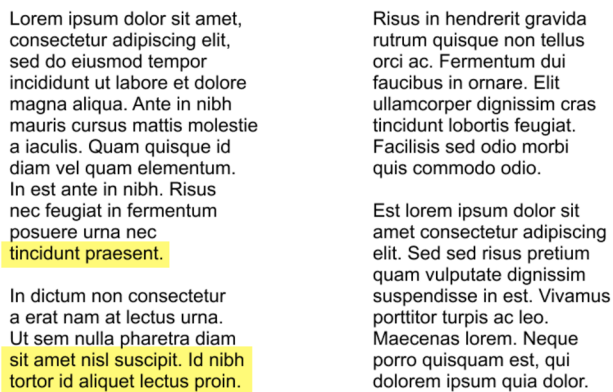 Lorem ipsum dolor sit amet,
consectetur adipiscing elit,
sed do eiusmod tempor
incididunt ut labore et dolore
magna aliqua. Ante in nibh
mauris cursus mattis molestie
a iaculis. Quam quisque id
diam vel quam elementum.
In est ante in nibh. Risus
nec feugiat in fermentum
posuere urna nec
tincidunt praesent.

In dictum non consectetur
a erat nam at lectus urna.
Ut sem nulla pharetra diam
sit amet nisl suscipit. Id nibh
tortor id aliquet lectus proin.

Risus in hendrerit gravida
rutrum quisque non tellus
orci ac. Fermentum dui
faucibus in ornare. Elit
ullamcorper dignissim cras
tincidunt lobortis feugiat.
Facilisis sed odio morbi
quis commodo odio.

Est lorem ipsum dolor sit
amet consectetur adipiscing
elit. Sed sed risus pretium
quam vulputate dignissim
suspendisse in est. Vivamus
porttitor turpis ac leo.
Maecenas lorem. Neque
porro quisquam est, qui
dolorem ipsum quia dolor.